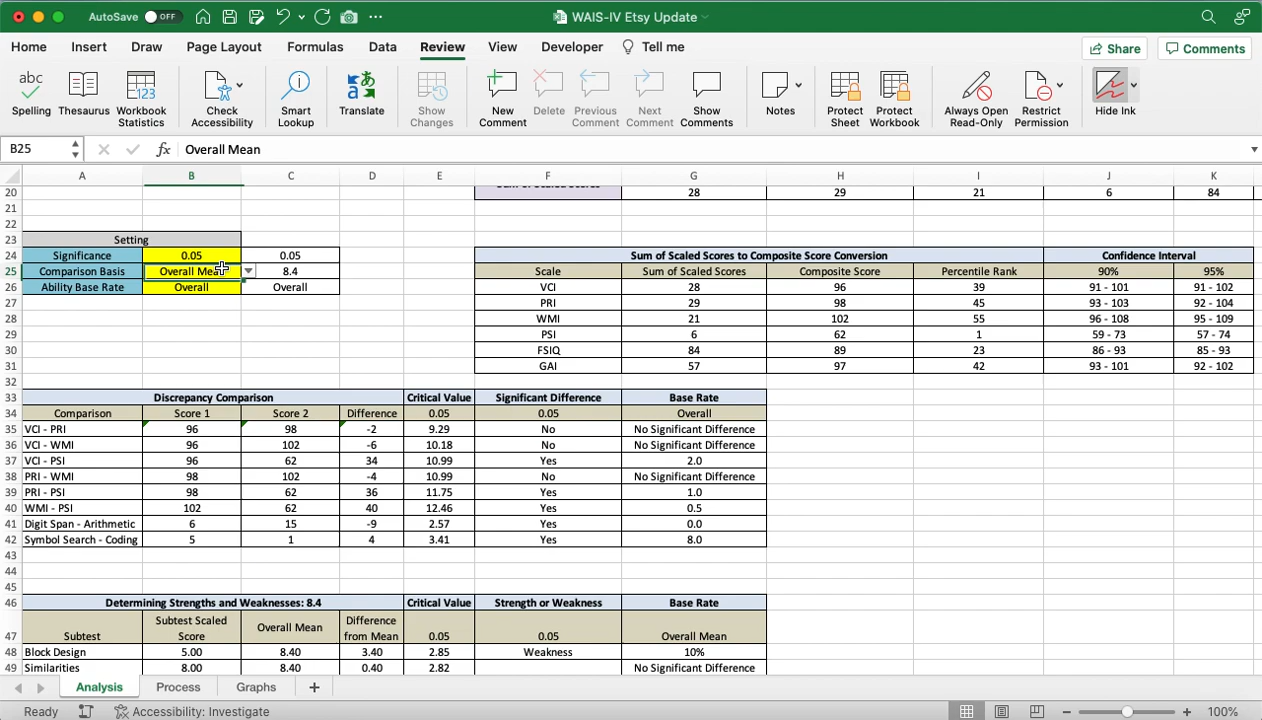 AutoSave OFF WAIS-IV Etsy Update
Home Insert Draw Page Layout Formulas Data Review View Developer Tell me Share Comments
abc 123
Spelling Thesaurus Workbook Statistics Check Accessibility Smart Lookup Translate Show Changes New Comment Delete Previous Comment Next Comment Show Comments Notes Protect Sheet Protect Workbook Always Open Read-Only Restrict Permission Hide Ink
B25 fx Overall Mean
A B C D E F G H I J K
20 28 29 21 6 84
21
22
23 Setting
24 Significance 0.05 0.05 Sum of Scaled Scores to Composite Score Conversion Confidence Interval
25 Comparison Basis Overall Mean 8.4 Scale Sum of Scaled Scores Composite Score Percentile Rank 90% 95%
26 Ability Base Rate Overall Overall VCI 28 96 39 91 - 101 91 - 102
27 PRI 29 98 45 93 - 103 92 - 104
28 WMI 21 102 55 96 - 108 95 - 109
29 PSI 6 62 1 59 - 73 57 - 74
30 FSIQ 84 89 23 86 - 93 85 - 93
31 GAI 57 97 42 93 - 101 92 - 102
32
33 Discrepancy Comparison Critical Value Significant Difference Base Rate
34 Comparison Score 1 Score 2 Difference 0.05 0.05 Overall
35 VCI - PRI 96 98 -2 9.29 No No Significant Difference
36 VCI - WMI 96 102 -6 10.18 No No Significant Difference
37 VCI - PSI 96 62 34 10.99 Yes 2.0
38 PRI - WMI 98 102 -4 10.99 No No Significant Difference
39 PRI - PSI 98 62 36 11.75 Yes 1.0
40 WMI - PSI 102 62 40 12.46 Yes 0.5
41 Digit Span - Arithmetic 6 15 -9 2.57 Yes 0.0
42 Symbol Search - Coding 5 1 4 3.41 Yes 8.0
43
44
45
46 Determining Strengths and Weaknesses: 8.4 Critical Value Strength or Weakness Base Rate
47 Subtest Subtest Scaled Score Overall Mean Difference from Mean 0.05 0.05 Overall Mean
48 Block Design 5.00 8.40 3.40 2.85 Weakness 10%
49 Similarities 8.00 8.40 0.40 2.82 No Significant Difference
Analysis Process Graphs
Ready Accessibility: Investigate 100%